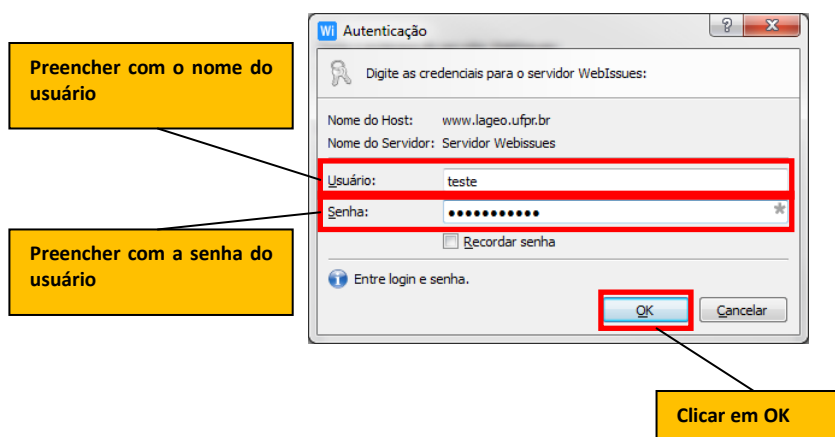 Wi Autenticação
Preencher com o nome do
usuário
Digite as credenciais para o servidor WebIssues:
Nome do Host: www.lageo.ufpr.br
Nome do Servidor: Servidor Webissues
Usuário: teste
Senha: ●●●●●●●●●●● *
Recordar senha
Preencher com a senha do
usuário
Entre login e senha.
OK Cancelar
Clicar em OK